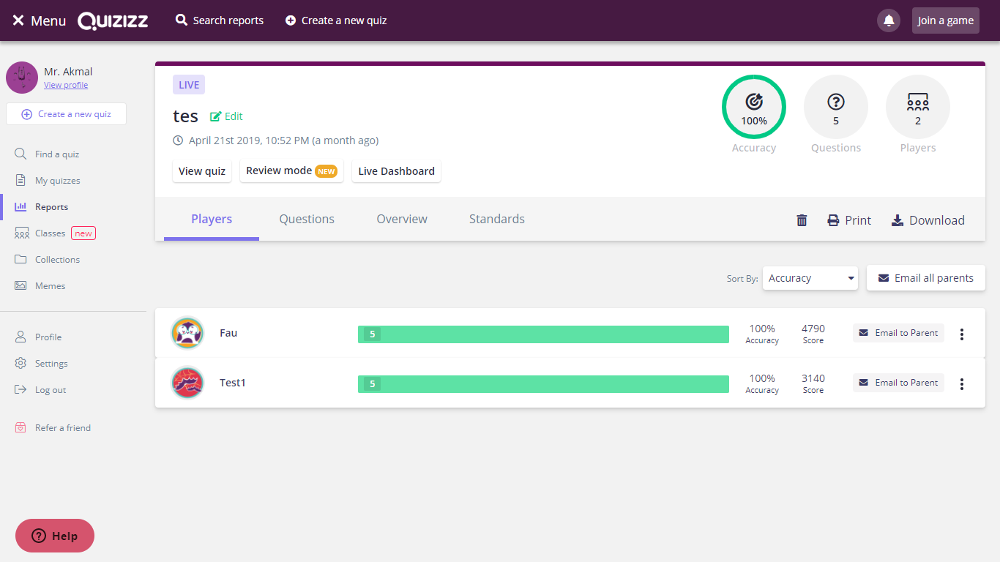 Menu QUIZIZZ Search reports Create a new quiz Join a game
Mr. Akmal
View profile
Create a new quiz
Find a quiz
My quizzes
Reports
Classes new
Collections
Memes
Profile
Settings
Log out
Refer a friend
Help
LIVE
tes Edit
April 21st 2019, 10:52 PM (a month ago)
View quiz Review mode NEW Live Dashboard
100% 5 2
Accuracy Questions Players
Players Questions Overview Standards Print Download
Sort By: Accuracy Email all parents
Fau 5 100% Accuracy 4790 Score Email to Parent
Test1 5 100% Accuracy 3140 Score Email to Parent